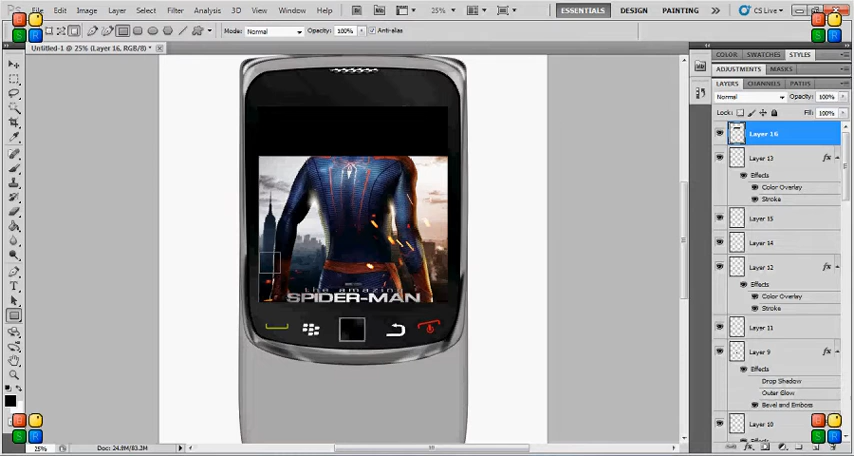 File Edit Image Layer Select Filter Analysis 3D View Window Help
25%
ESSENTIALS
DESIGN
PAINTING
CS Live
Mode: Normal
Opacity: 100%
Anti-alias
Untitled-1 @ 25% (Layer 16, RGB/8) *
COLOR SWATCHES STYLES
ADJUSTMENTS MASKS
LAYERS CHANNELS PATHS
Normal Opacity: 100%
Lock: Fill: 100%
Layer 16
Layer 13
Effects
Color Overlay
Stroke
Layer 15
Layer 14
Layer 12
Effects
Color Overlay
Stroke
Layer 11
Layer 9
Effects
Drop Shadow
Outer Glow
Bevel and Emboss
Layer 10
Effects
the amazing
SPIDER-MAN
25%
Doc: 24.9M/83.2M
B
S R
B
S R
B
S R
B
S R